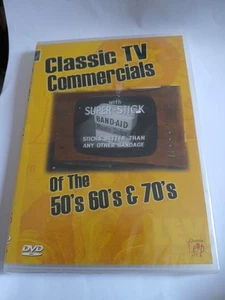 Classic TV
Commercials
with
SUPER-STICK
BAND-AID
STICKS BETTER THAN
ANY OTHER BANDAGE
Of The
50's 60's & 70's
DVD